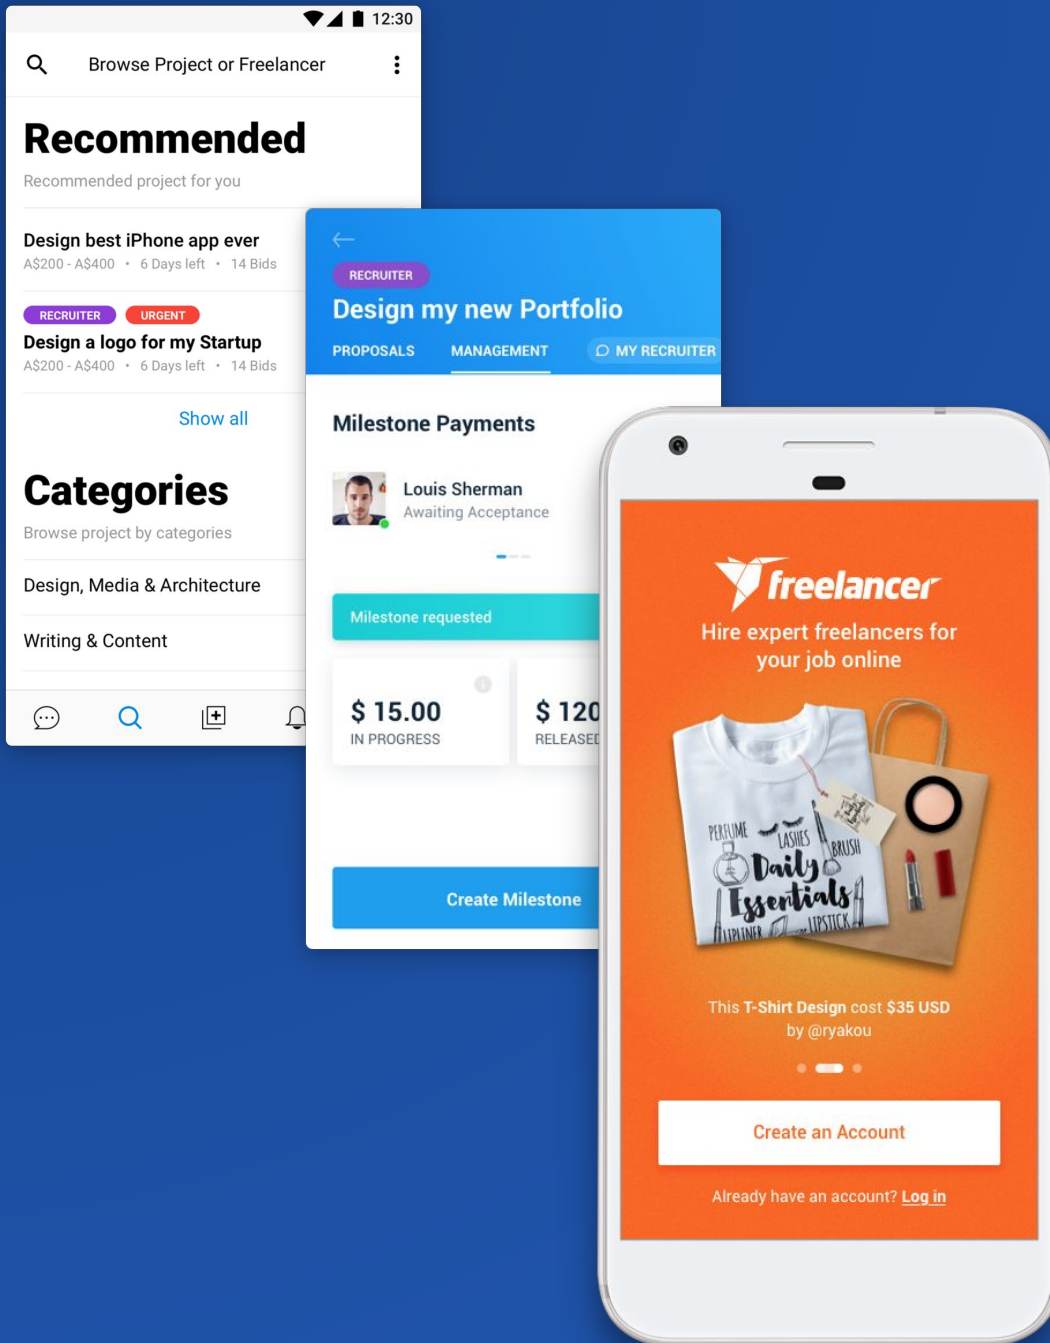 12:30
Browse Project or Freelancer
Recommended
Recommended project for you
Design best iPhone app ever
A$200 - A$400 • 6 Days left • 14 Bids
RECRUITER URGENT
Design a logo for my Startup
A$200 - A$400 • 6 Days left • 14 Bids
Show all
Categories
Browse project by categories
Design, Media & Architecture
Writing & Content
RECRUITER
Design my new Portfolio
PROPOSALS MANAGEMENT MY RECRUITER
Milestone Payments
Louis Sherman
Awaiting Acceptance
Milestone requested
$ 15.00
IN PROGRESS
$ 120
RELEASED
Create Milestone
freelancer
Hire expert freelancers for
your job online
PERFUME LASHES BRUSH
Daily
Essentials
LIPLINER LIPSTICK
This T-Shirt Design cost $35 USD
by @ryakou
Create an Account
Already have an account? Log in